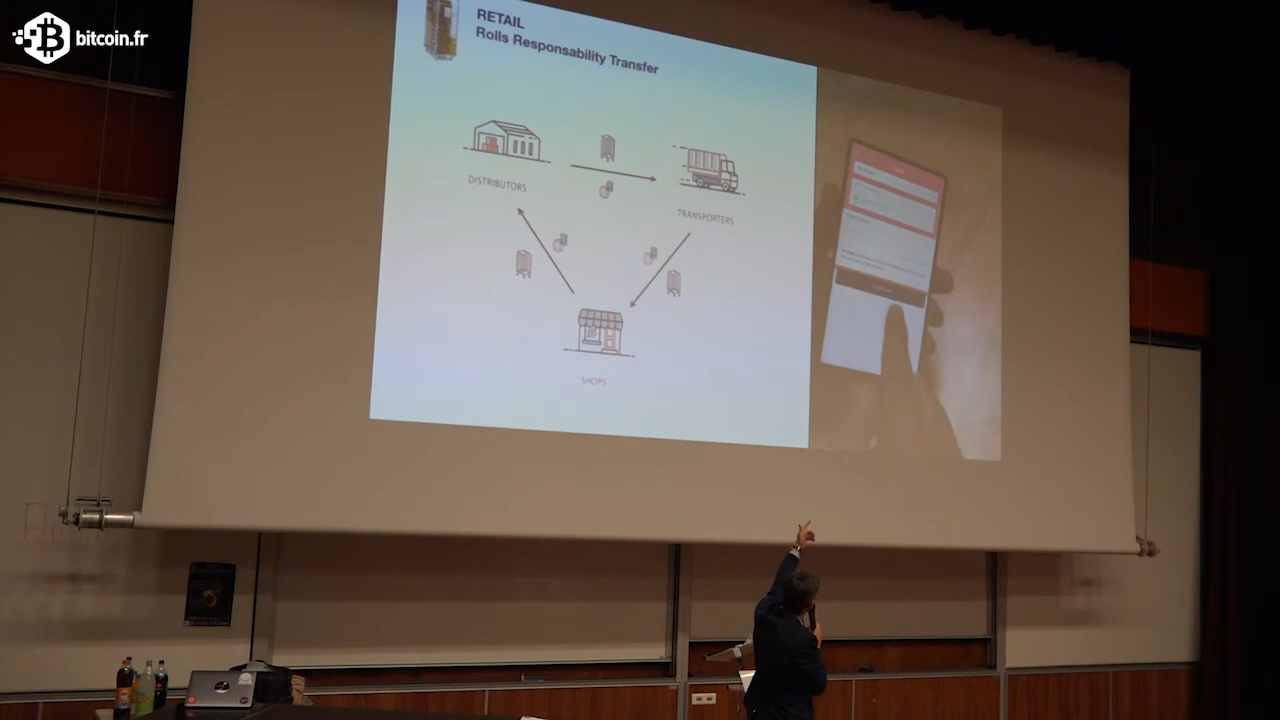 bitcoin.fr
RETAIL
Rolls Responsability Transfer
DISTRIBUTORS
TRANSPORTERS
SHOPS